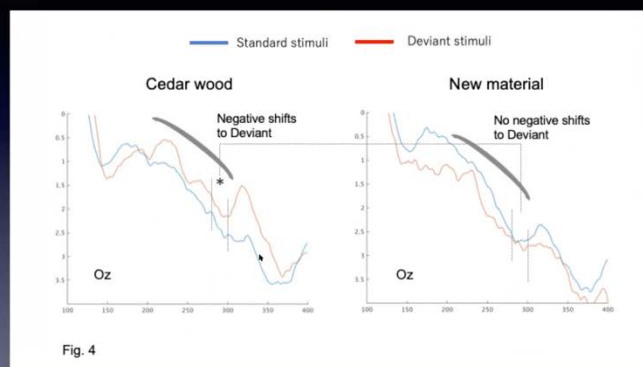 Standard stimuli
Deviant stimuli
Cedar wood
New material
Negative shifts
to Deviant
No negative shifts
to Deviant
*
0
0.5
1
1.5
2
2.5
3
3.5
Oz
100
150
200
250
300
350
400
0
0.5
1
1.5
2
2.5
3
3.5
Oz
100
150
200
250
300
350
400
Fig. 4